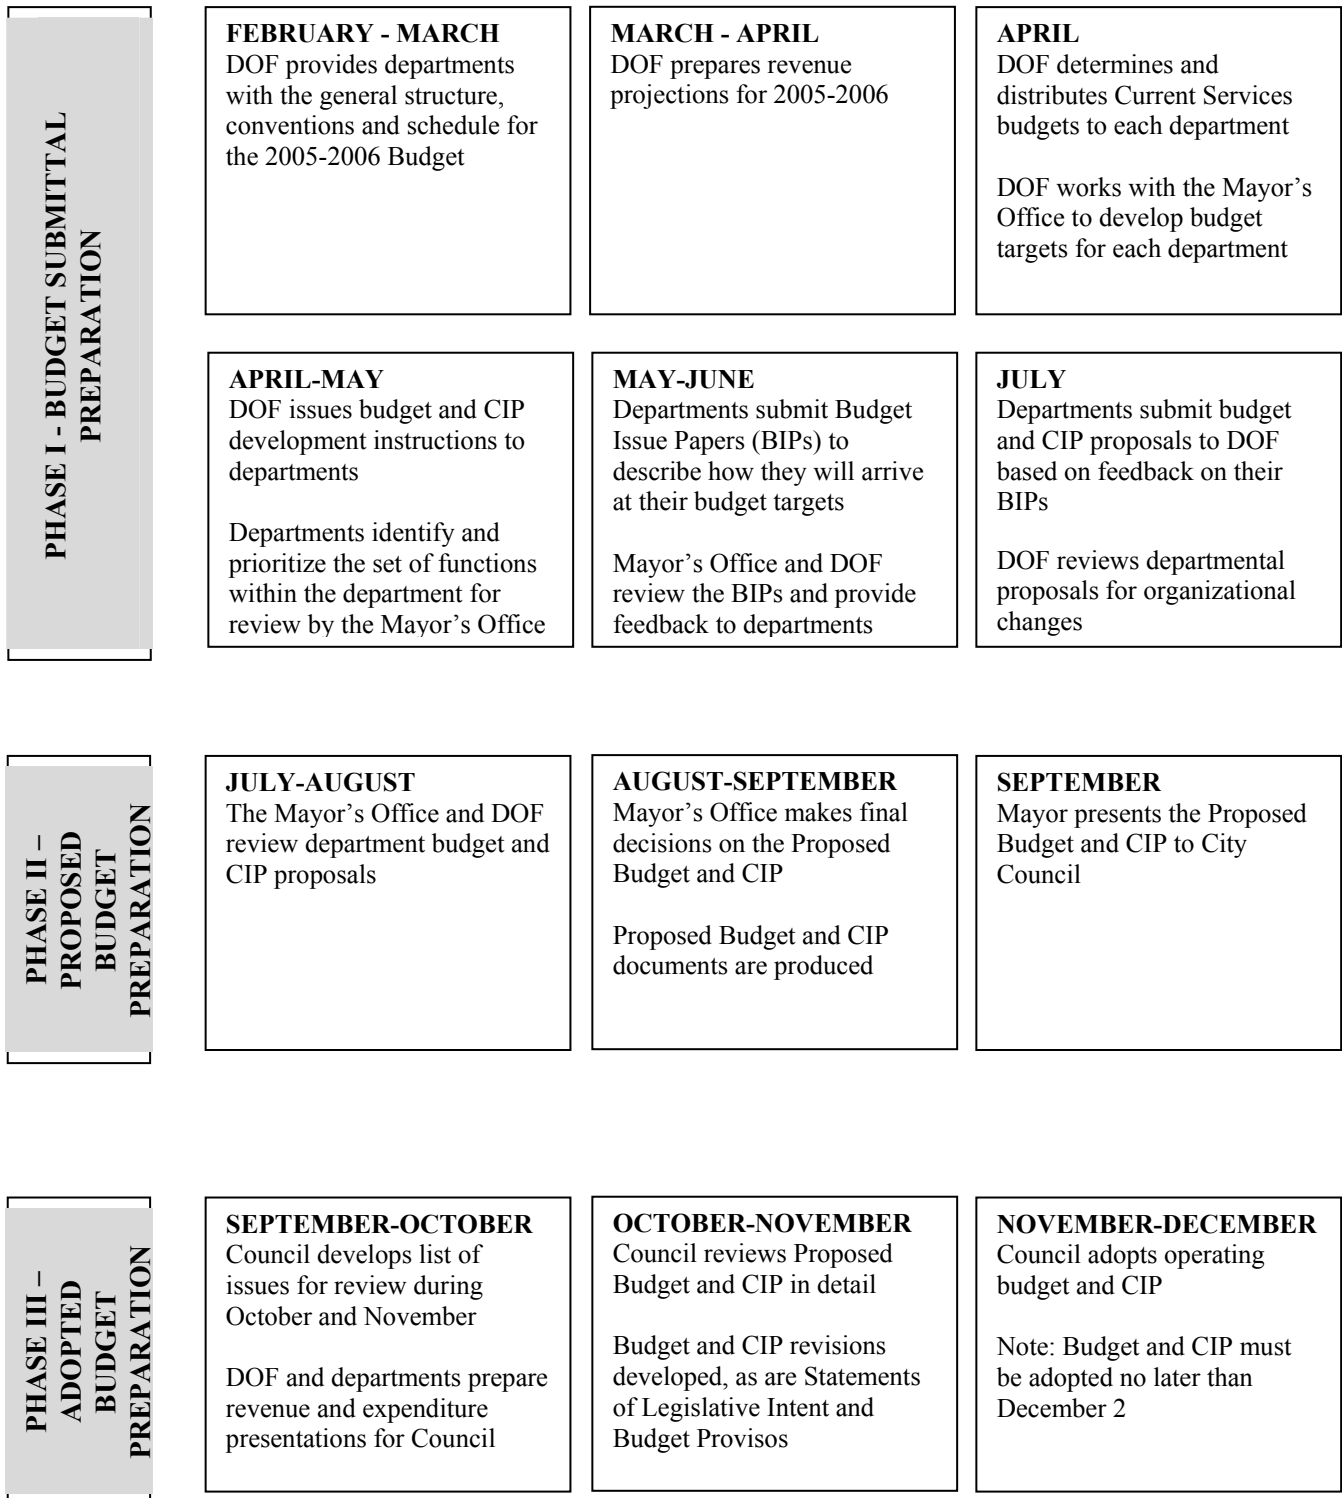 PHASE I - BUDGET SUBMITTAL
PREPARATION
FEBRUARY - MARCH
DOF provides departments
with the general structure,
conventions and schedule for
the 2005-2006 Budget
MARCH - APRIL
DOF prepares revenue
projections for 2005-2006
APRIL
DOF determines and
distributes Current Services
budgets to each department
DOF works with the Mayor’s
Office to develop budget
targets for each department
APRIL-MAY
DOF issues budget and CIP
development instructions to
departments
Departments identify and
prioritize the set of functions
within the department for
review by the Mayor’s Office
MAY-JUNE
Departments submit Budget
Issue Papers (BIPs) to
describe how they will arrive
at their budget targets
Mayor’s Office and DOF
review the BIPs and provide
feedback to departments
JULY
Departments submit budget
and CIP proposals to DOF
based on feedback on their
BIPs
DOF reviews departmental
proposals for organizational
changes
PHASE II –
PROPOSED
BUDGET
PREPARATION
JULY-AUGUST
The Mayor’s Office and DOF
review department budget and
CIP proposals
AUGUST-SEPTEMBER
Mayor’s Office makes final
decisions on the Proposed
Budget and CIP
Proposed Budget and CIP
documents are produced
SEPTEMBER
Mayor presents the Proposed
Budget and CIP to City
Council
PHASE III –
ADOPTED
BUDGET
PREPARATION
SEPTEMBER-OCTOBER
Council develops list of
issues for review during
October and November
DOF and departments prepare
revenue and expenditure
presentations for Council
OCTOBER-NOVEMBER
Council reviews Proposed
Budget and CIP in detail
Budget and CIP revisions
developed, as are Statements
of Legislative Intent and
Budget Provisos
NOVEMBER-DECEMBER
Council adopts operating
budget and CIP
Note: Budget and CIP must
be adopted no later than
December 2